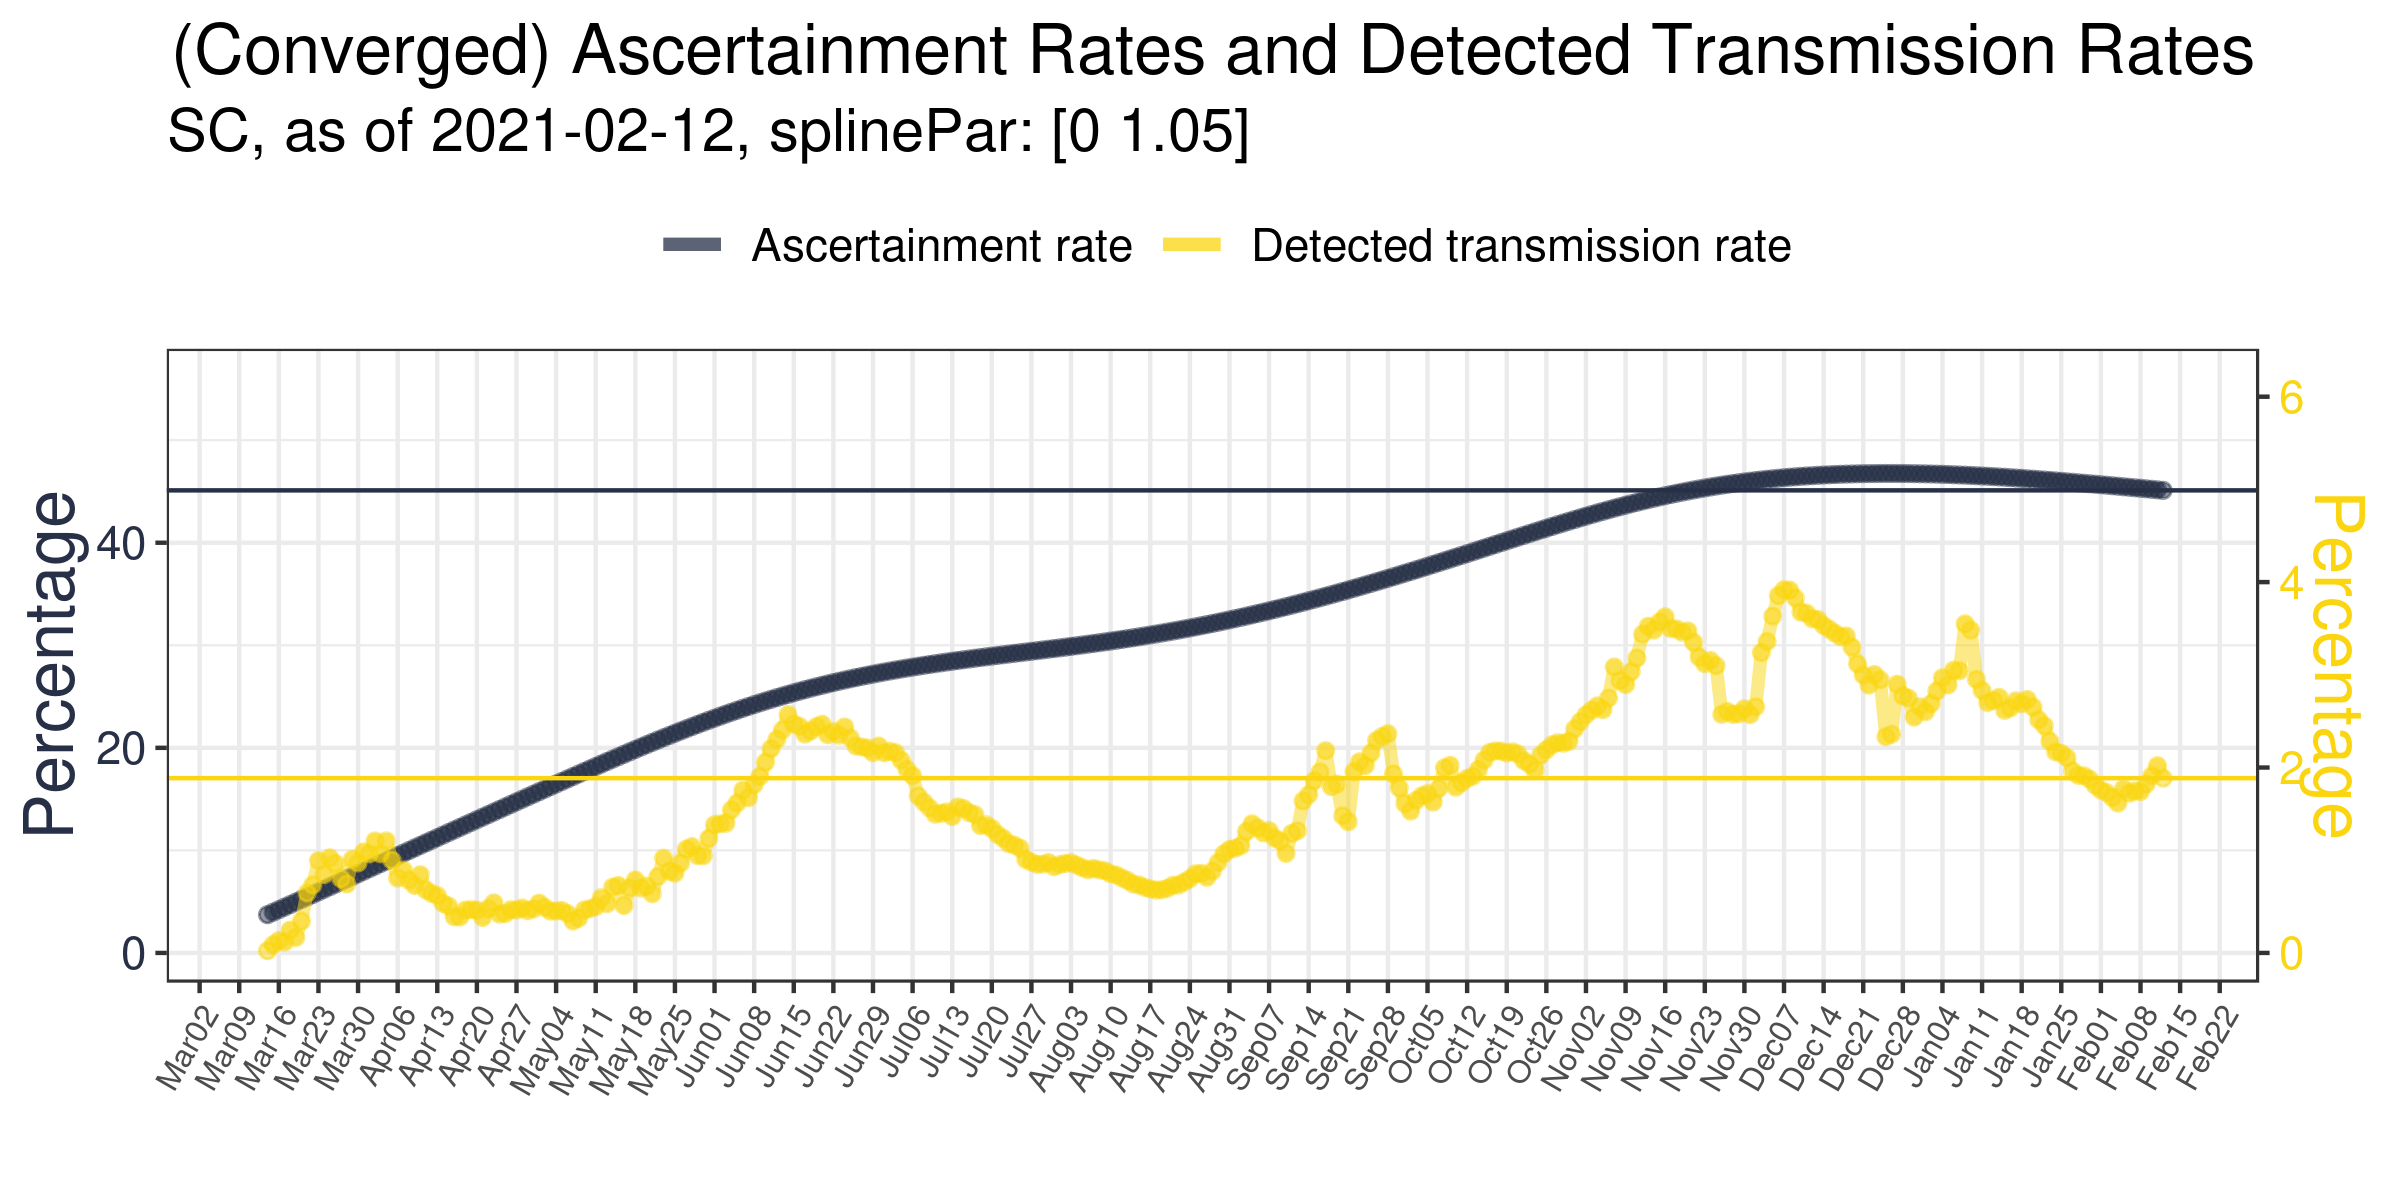 (Converged) Ascertainment Rates and Detected Transmission Rates
SC, as of 2021-02-12, splinePar: [0 1.05]
Ascertainment rate Detected transmission rate
Percentage
40
20
0
6
4
2
0
Percentage
Mar02 Mar09 Mar16 Mar23 Mar30 Apr06 Apr13 Apr20 Apr27 May04 May11 May18 May25 Jun01 Jun08 Jun15 Jun22 Jun29 Jul06 Jul13 Jul20 Jul27 Aug03 Aug10 Aug17 Aug24 Aug31 Sep07 Sep14 Sep21 Sep28 Oct05 Oct12 Oct19 Oct26 Nov02 Nov09 Nov16 Nov23 Nov30 Dec07 Dec14 Dec21 Dec28 Jan04 Jan11 Jan18 Jan25 Feb01 Feb08 Feb15 Feb22